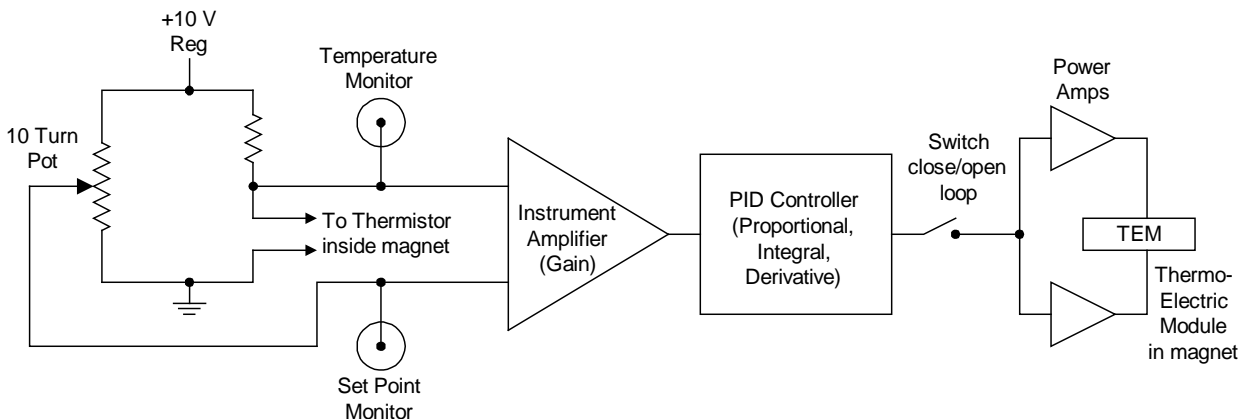 +10 V
Reg
10 Turn
Pot
Temperature
Monitor
To Thermistor
inside magnet
Set Point
Monitor
Instrument
Amplifier
(Gain)
PID Controller
(Proportional,
Integral,
Derivative)
Switch
close/open
loop
Power
Amps
TEM
Thermo-
Electric
Module
in magnet